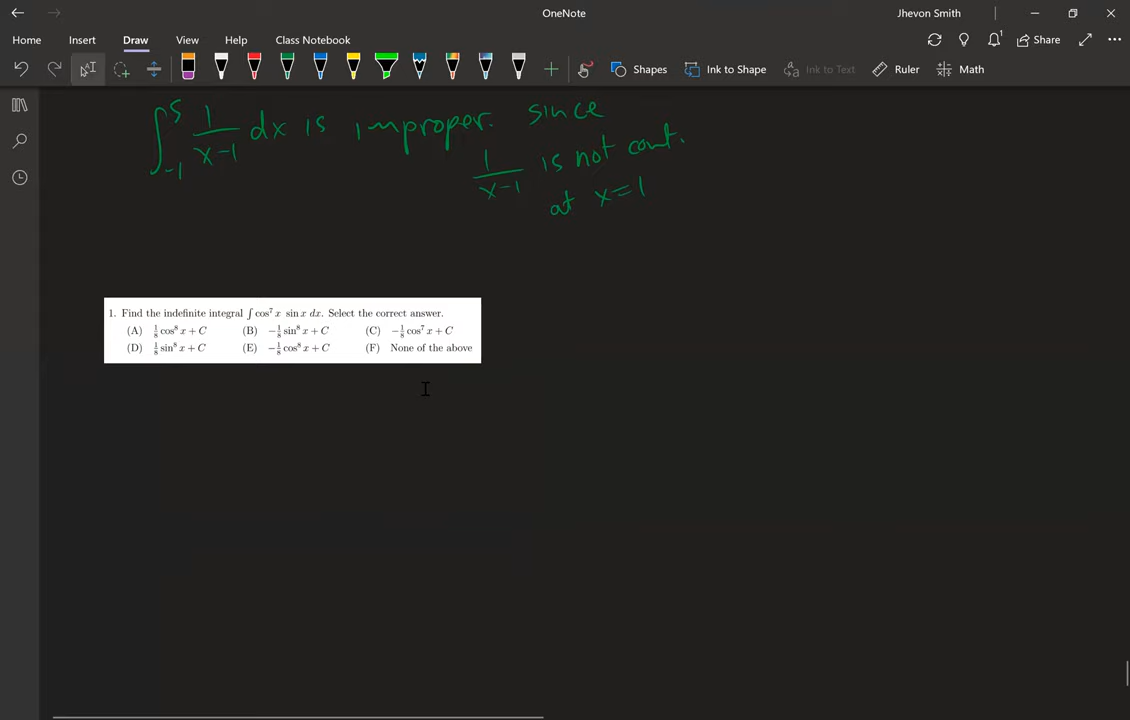 OneNote
Jhevon Smith
Home Insert Draw View Help Class Notebook
1 Share
Shapes Ink to Shape Ink to Text Ruler Math
∫_{-1}^{5} 1/(x-1) dx is improper. since
1/(x-1) is not cont.
at x=1
1. Find the indefinite integral ∫ cos⁷ x sin x dx. Select the correct answer.
(A) 1/8 cos⁸ x + C (B) −1/8 sin⁸ x + C (C) −1/8 cos⁷ x + C
(D) 1/8 sin⁸ x + C (E) −1/8 cos⁸ x + C (F) None of the above